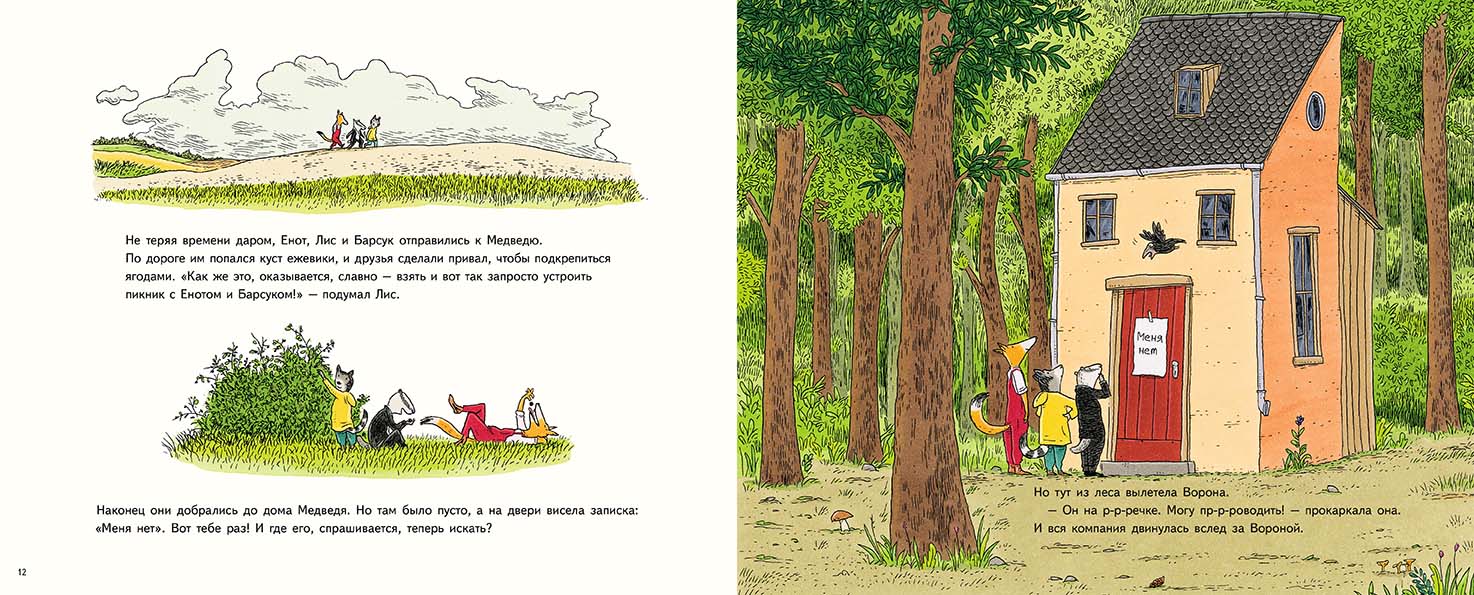 Не теряя времени даром, Енот, Лис и Барсук отправились к Медведю.
По дороге им попался куст ежевики, и друзья сделали привал, чтобы подкрепиться
ягодами. «Как же это, оказывается, славно – взять и вот так запросто устроить
пикник с Енотом и Барсуком!» – подумал Лис.
Наконец они добрались до дома Медведя. Но там было пусто, а на двери висела записка:
«Меня нет». Вот тебе раз! И где его, спрашивается, теперь искать?
12
Меня
нет
Но тут из леса вылетела Ворона.
– Он на р-р-речке. Могу пр-р-роводить! – прокаркала она.
И вся компания двинулась вслед за Вороной.